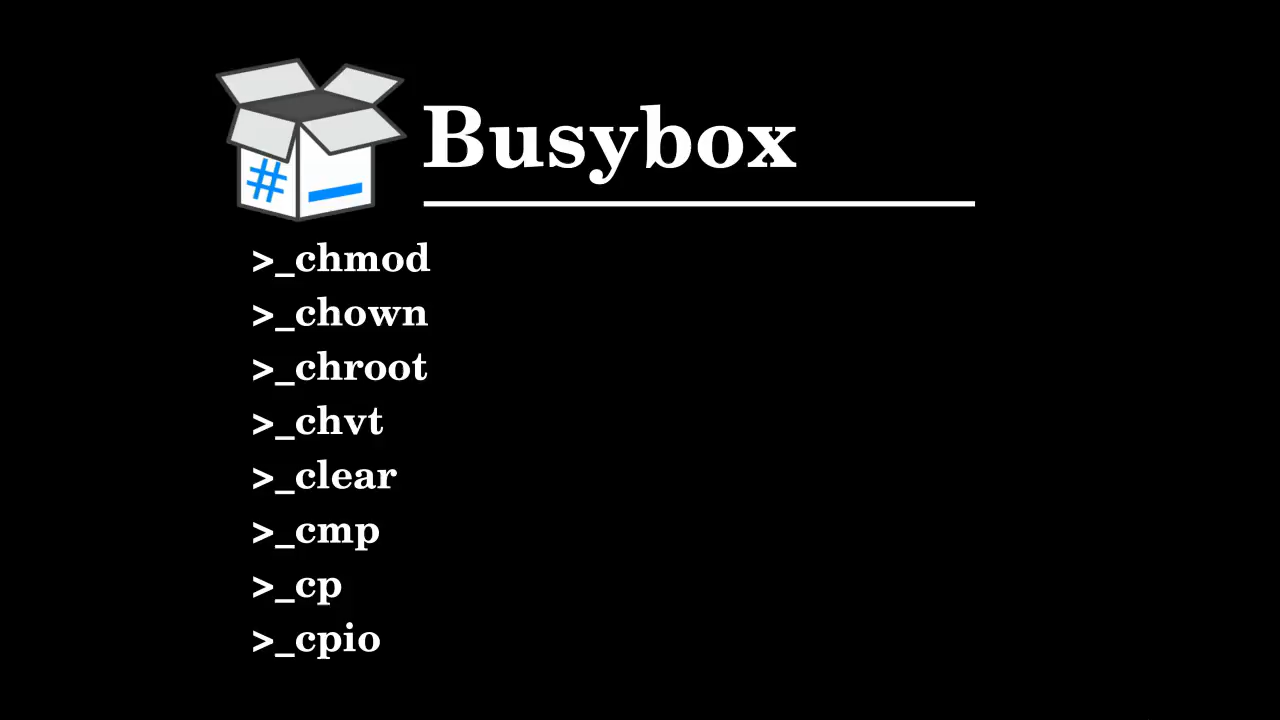 #_
Busybox
>_chmod
>_chown
>_chroot
>_chvt
>_clear
>_cmp
>_cp
>_cpio